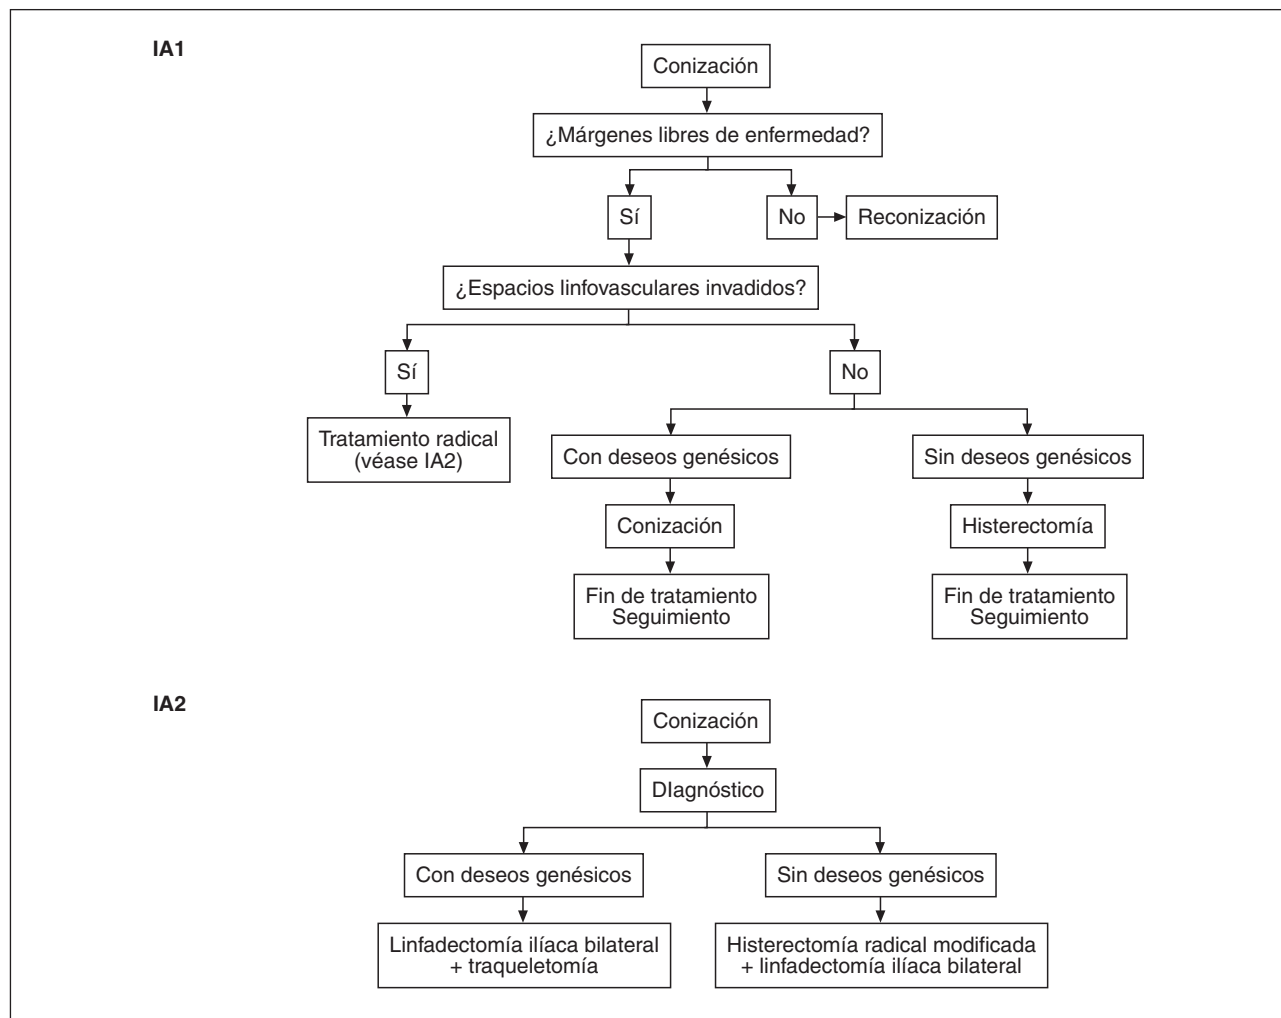 IA1
Conización
¿Márgenes libres de enfermedad?
Sí
No
Reconización
¿Espacios linfovasculares invadidos?
Sí
No
Tratamiento radical
(véase IA2)
Con deseos genésicos
Sin deseos genésicos
Conización
Histerectomía
Fin de tratamiento
Seguimiento
Fin de tratamiento
Seguimiento
IA2
Conización
DIagnóstico
Con deseos genésicos
Sin deseos genésicos
Linfadectomía ilíaca bilateral
+ traqueletomía
Histerectomía radical modificada
+ linfadectomía ilíaca bilateral